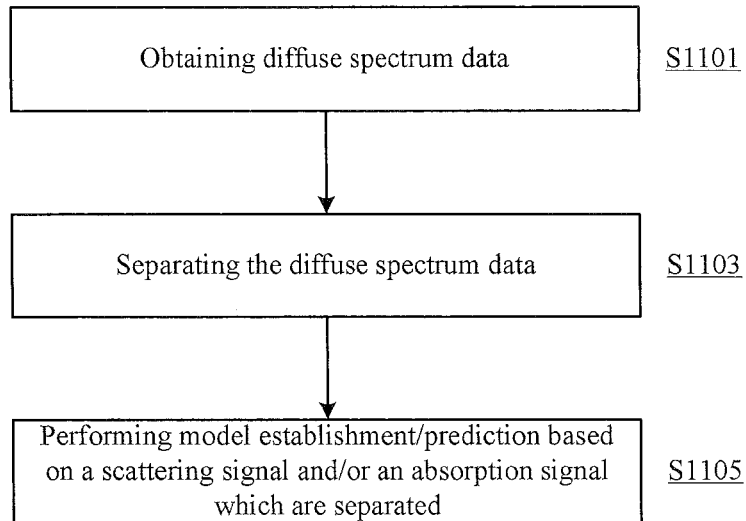 Obtaining diffuse spectrum data S1101
Separating the diffuse spectrum data S1103
Performing model establishment/prediction based
on a scattering signal and/or an absorption signal S1105
which are separated